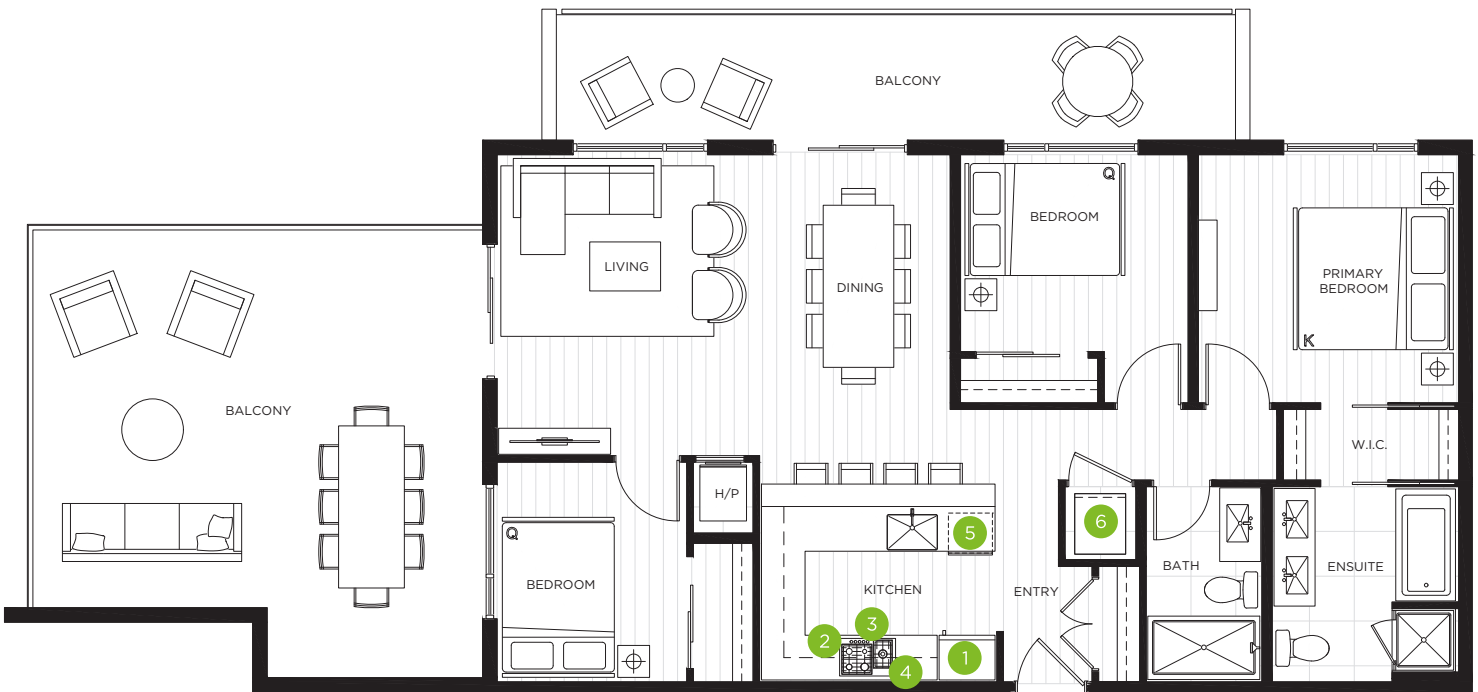 BALCONY
Q
BEDROOM
LIVING
DINING
PRIMARY
BEDROOM
K
BALCONY
W.I.C.
H/P
6
5
Q
BEDROOM
KITCHEN
ENTRY
BATH
ENSUITE
3
2
1
4